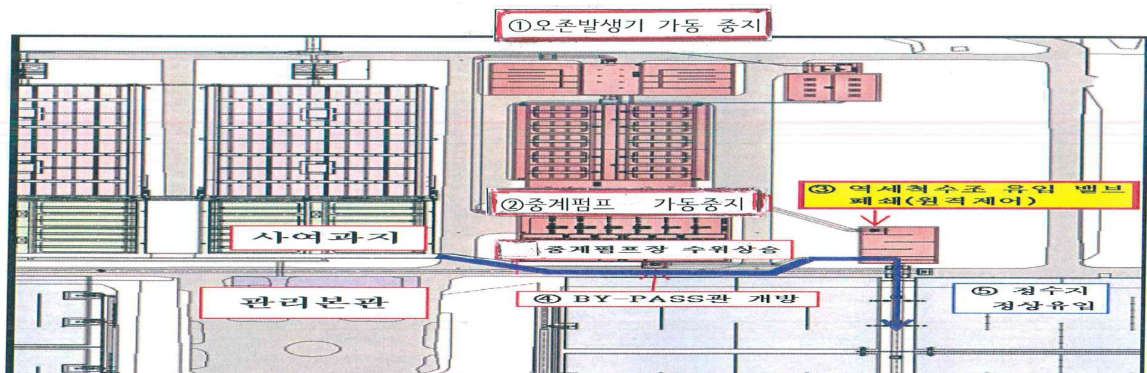 ①오존발생기 가동 중지
③ 역세척수조 유입 밸브
폐쇄(원격제어)
②중계펌프 가동중지
사여과지
중계펌프장 수위상승
관리본관
④ BY-PASS관 개방
⑤ 정수지
정상유입